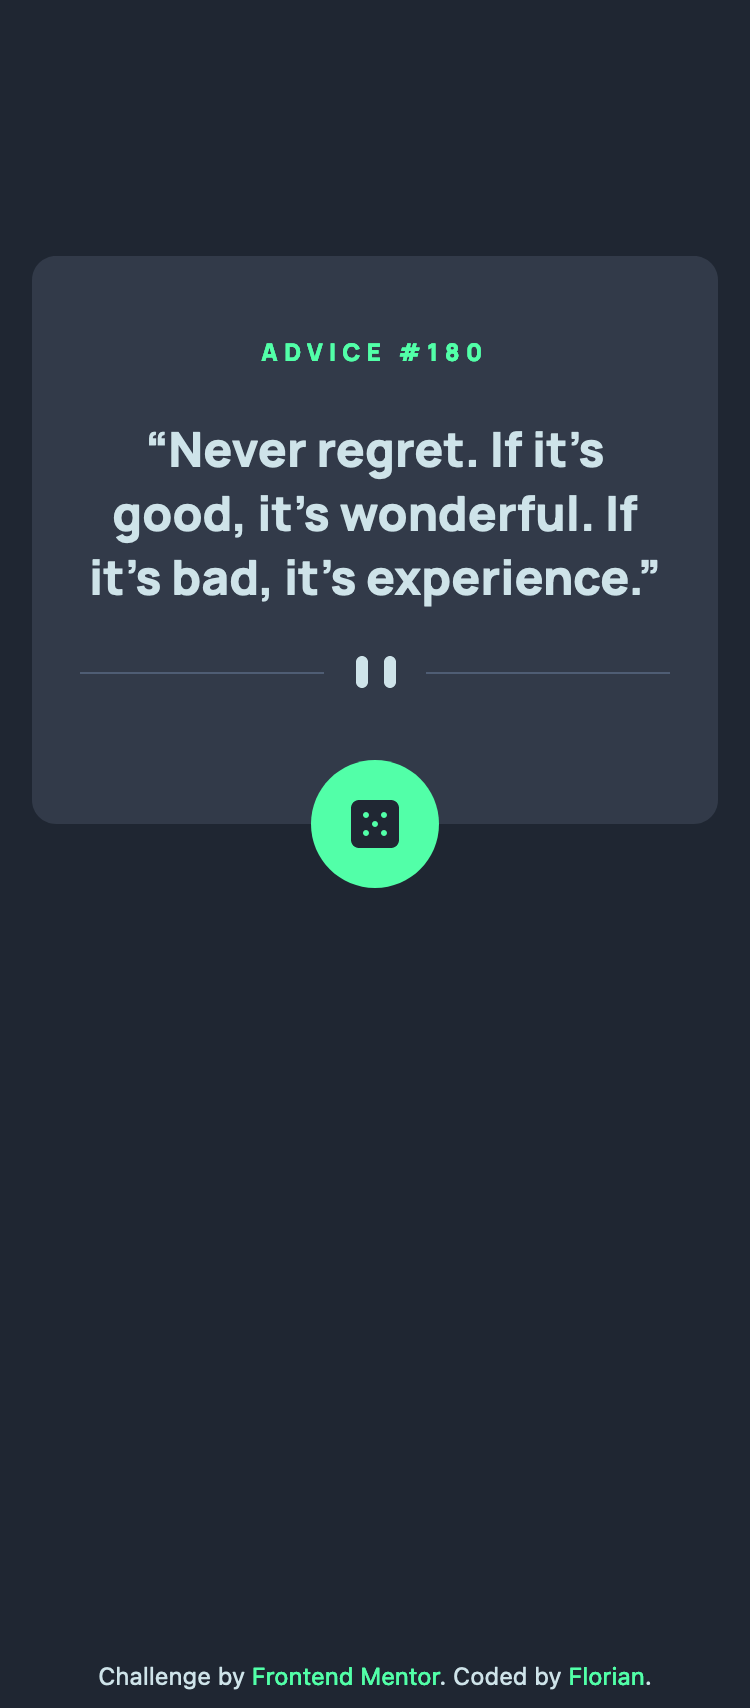 ADVICE #180
“Never regret. If it’s
good, it’s wonderful. If
it’s bad, it’s experience.”
Challenge by Frontend Mentor. Coded by Florian.